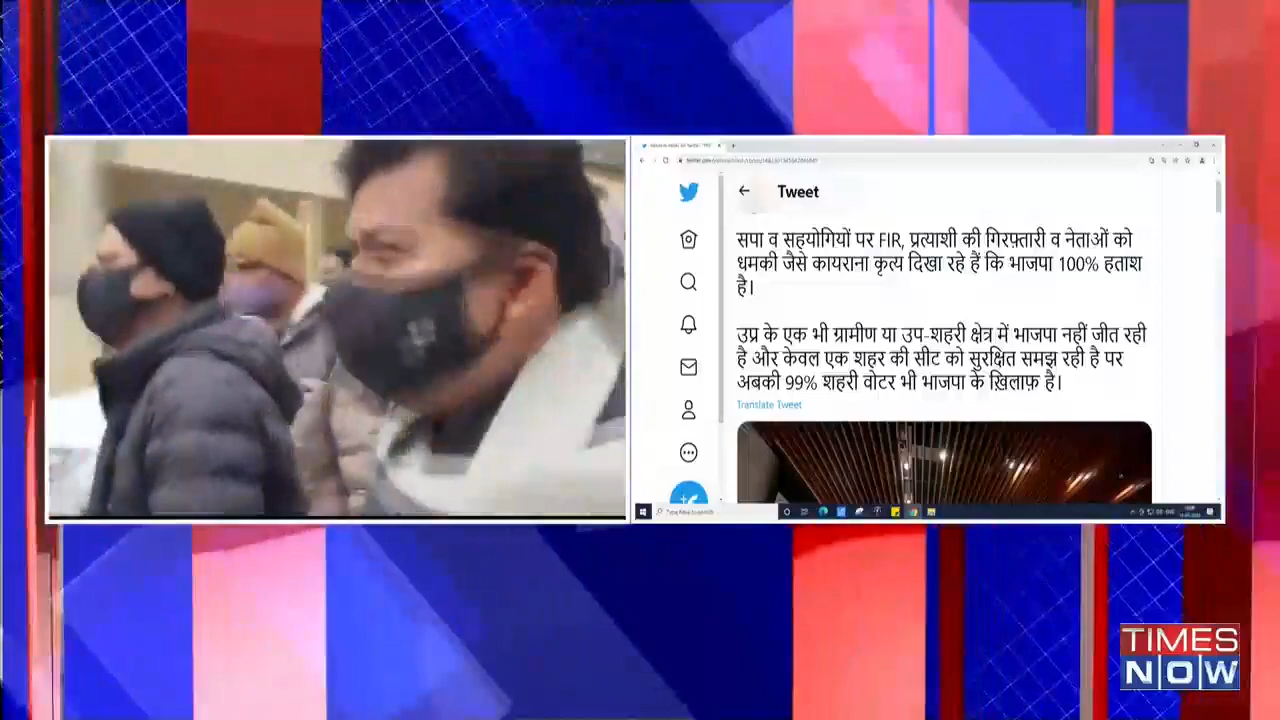 Tweet
सपा व सहयोगियों पर FIR, प्रत्याशी की गिरफ़्तारी व नेताओं को
धमकी जैसे कायराना कृत्य दिखा रहे हैं कि भाजपा 100% हताश
है।
उप्र के एक भी ग्रामीण या उप-शहरी क्षेत्र में भाजपा नहीं जीत रही
है और केवल एक शहर की सीट को सुरक्षित समझ रही है पर
अबकी 99% शहरी वोटर भी भाजपा के ख़िलाफ़ है।
Translate Tweet
TIMES
NOW